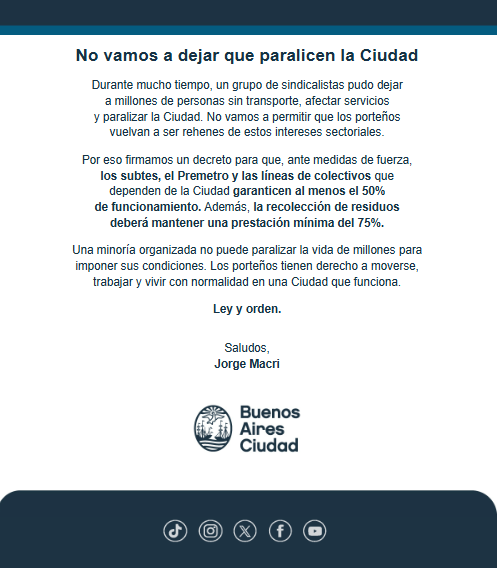 No vamos a dejar que paralicen la Ciudad
Durante mucho tiempo, un grupo de sindicalistas pudo dejar
a millones de personas sin transporte, afectar servicios
y paralizar la Ciudad. No vamos a permitir que los porteños
vuelvan a ser rehenes de estos intereses sectoriales.
Por eso firmamos un decreto para que, ante medidas de fuerza,
los subtes, el Premetro y las líneas de colectivos que
dependen de la Ciudad garanticen al menos el 50%
de funcionamiento. Además, la recolección de residuos
deberá mantener una prestación mínima del 75%.
Una minoría organizada no puede paralizar la vida de millones para
imponer sus condiciones. Los porteños tienen derecho a moverse,
trabajar y vivir con normalidad en una Ciudad que funciona.
Ley y orden.
Saludos,
Jorge Macri
Buenos
Aires
Ciudad